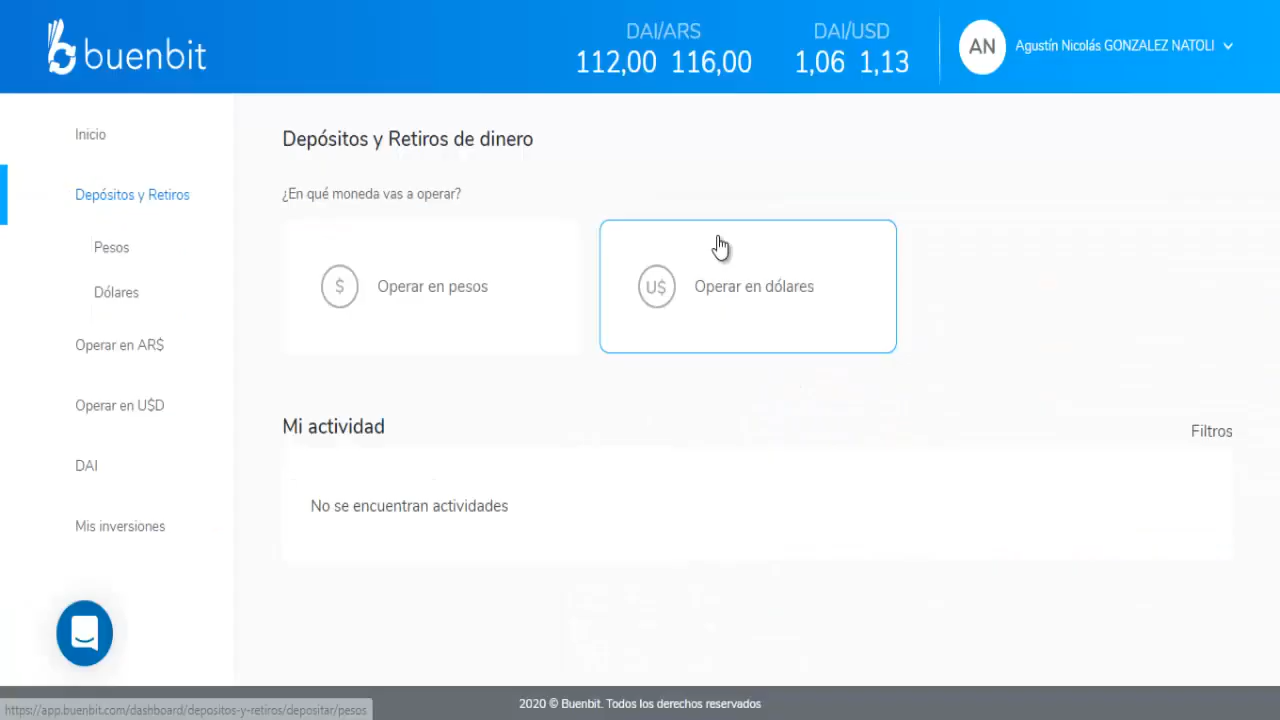 buenbit
DAI/ARS
112,00 116,00
DAI/USD
1,06 1,13
AN
Agustín Nicolás GONZALEZ NATOLI
Inicio
Depósitos y Retiros
Pesos
Dólares
Operar en AR$
Operar en U$D
DAI
Mis inversiones
Depósitos y Retiros de dinero
¿En qué moneda vas a operar?
$ Operar en pesos
U$ Operar en dólares
Mi actividad
Filtros
No se encuentran actividades
2020 © Buenbit. Todos los derechos reservados
https://app.buenbit.com/dashboard/depositos-y-retiros/depositar/pesos